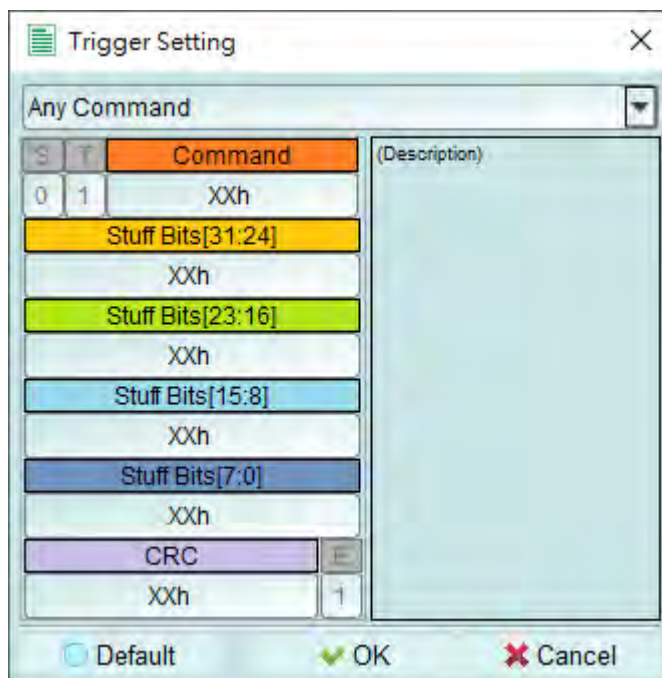 Trigger Setting
Any Command
S T Command
0 1 XXh
Stuff Bits[31:24]
XXh
Stuff Bits[23:16]
XXh
Stuff Bits[15:8]
XXh
Stuff Bits[7:0]
XXh
CRC E
XXh 1
(Description)
Default OK Cancel